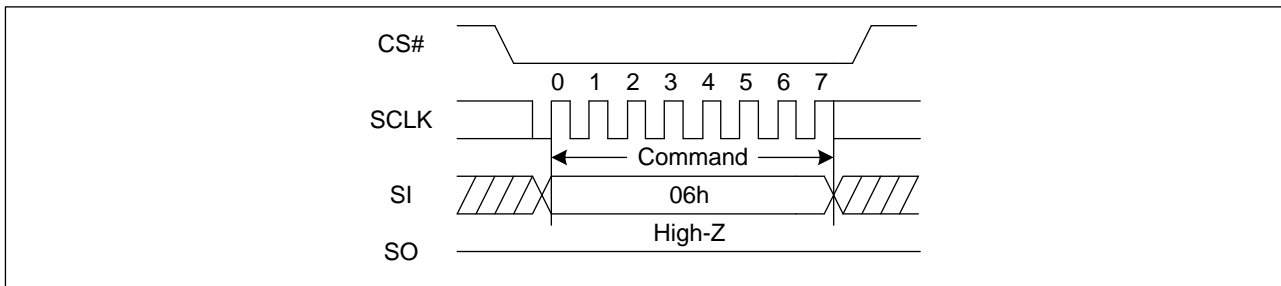 CS#
0 1 2 3 4 5 6 7
SCLK
Command
SI
06h
High-Z
SO